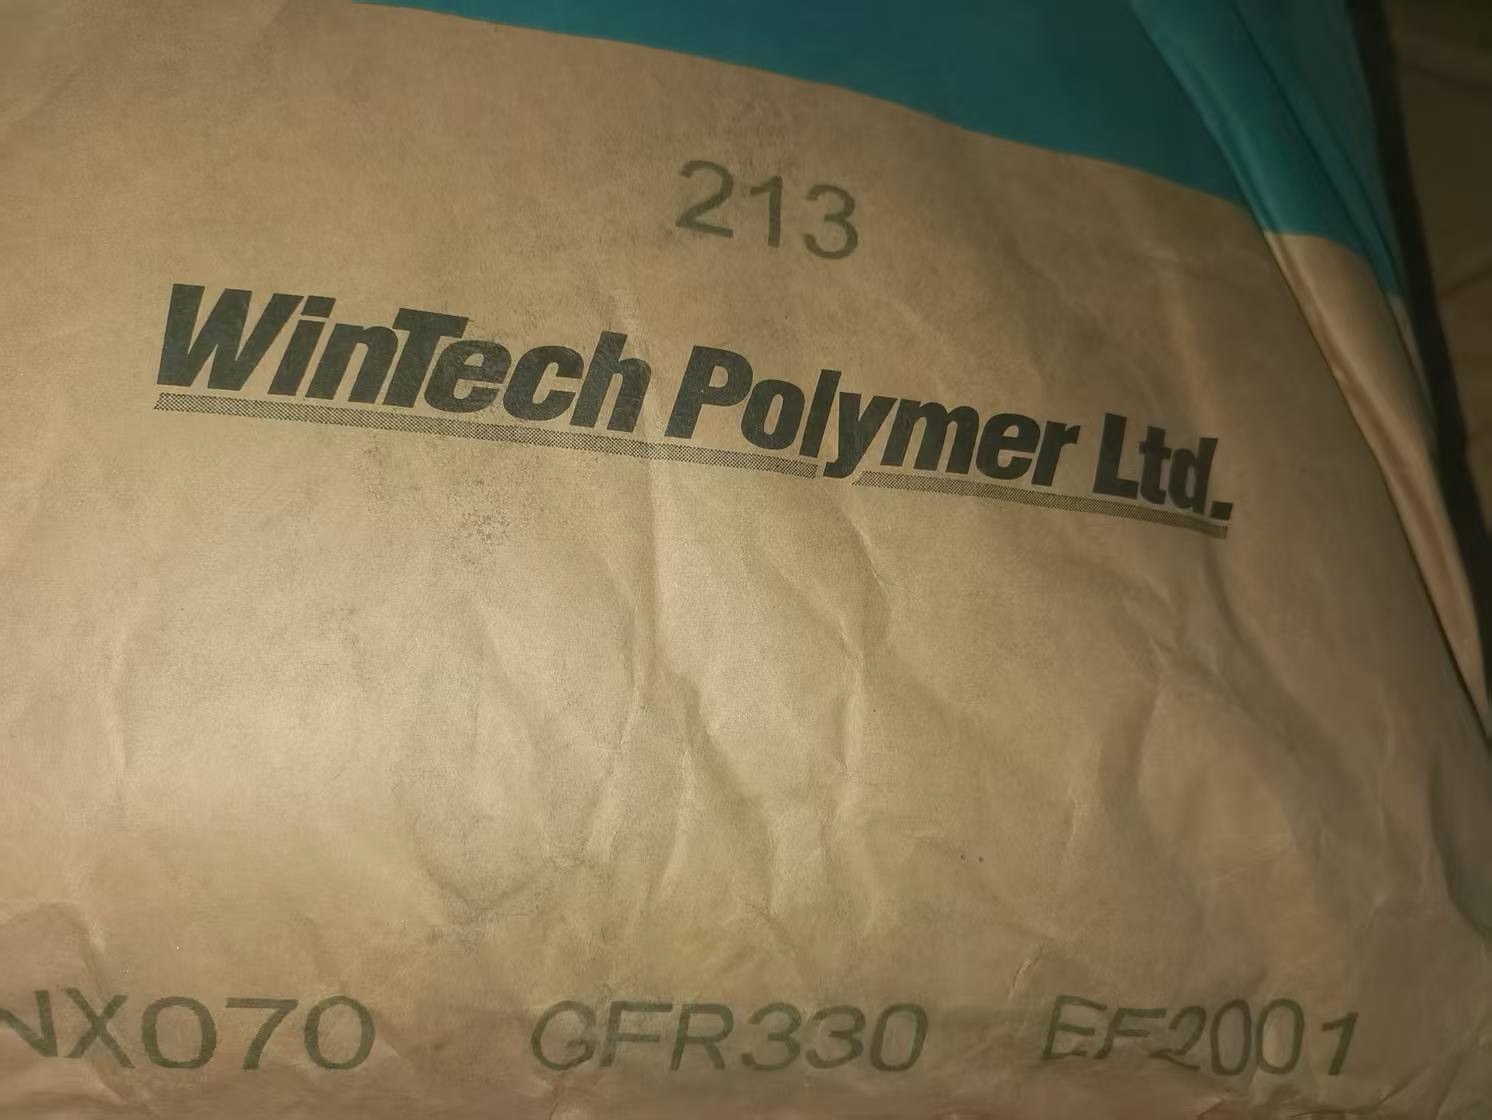 213
WinTech Polymer Ltd.
NX070 GFR330 EF2001